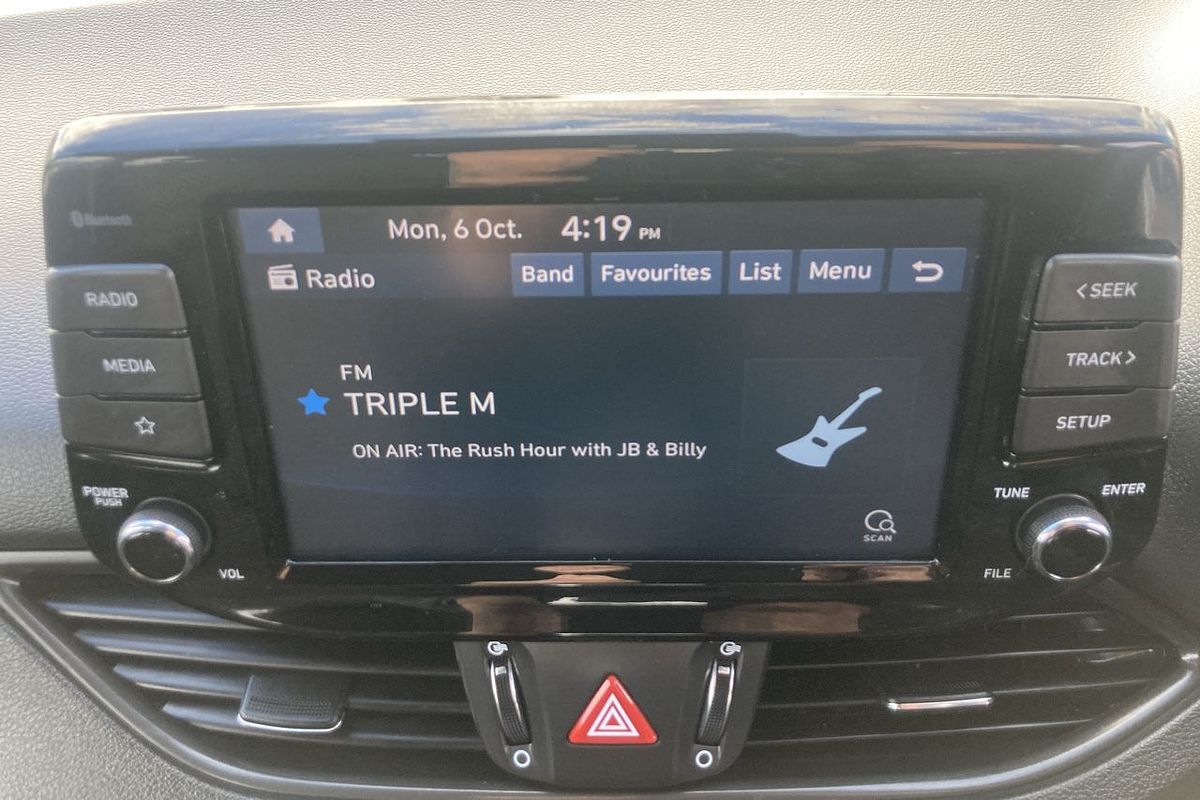 Bluetooth
Mon, 6 Oct. 4:19 PM
Radio Band Favourites List Menu
RADIO
MEDIA
<SEEK
TRACK>
SETUP
FM
TRIPLE M
ON AIR: The Rush Hour with JB & Billy
SCAN
POWER
PUSH
VOL
TUNE
ENTER
FILE